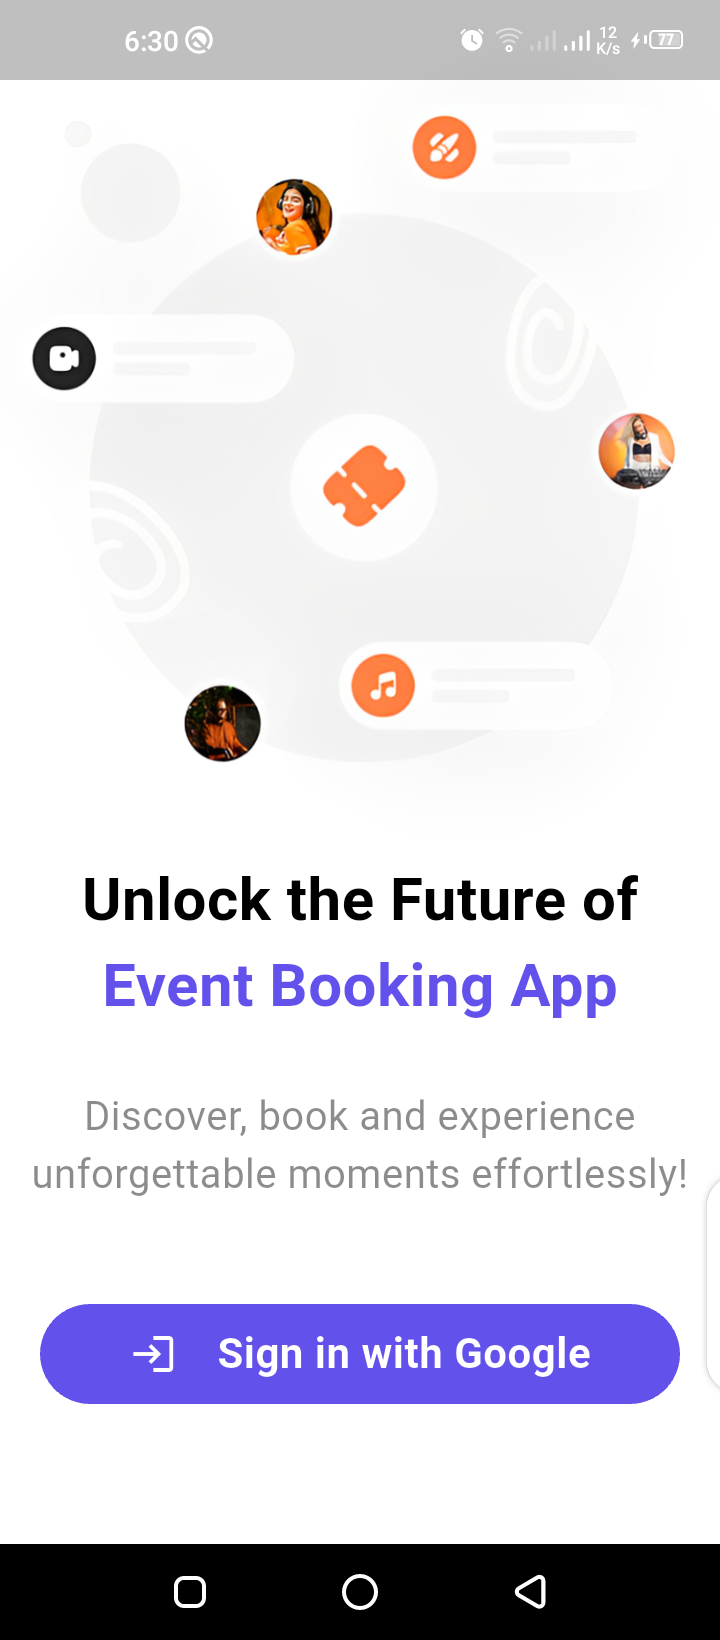 6:30
12
K/s
77
Unlock the Future of
Event Booking App
Discover, book and experience
unforgettable moments effortlessly!
Sign in with Google